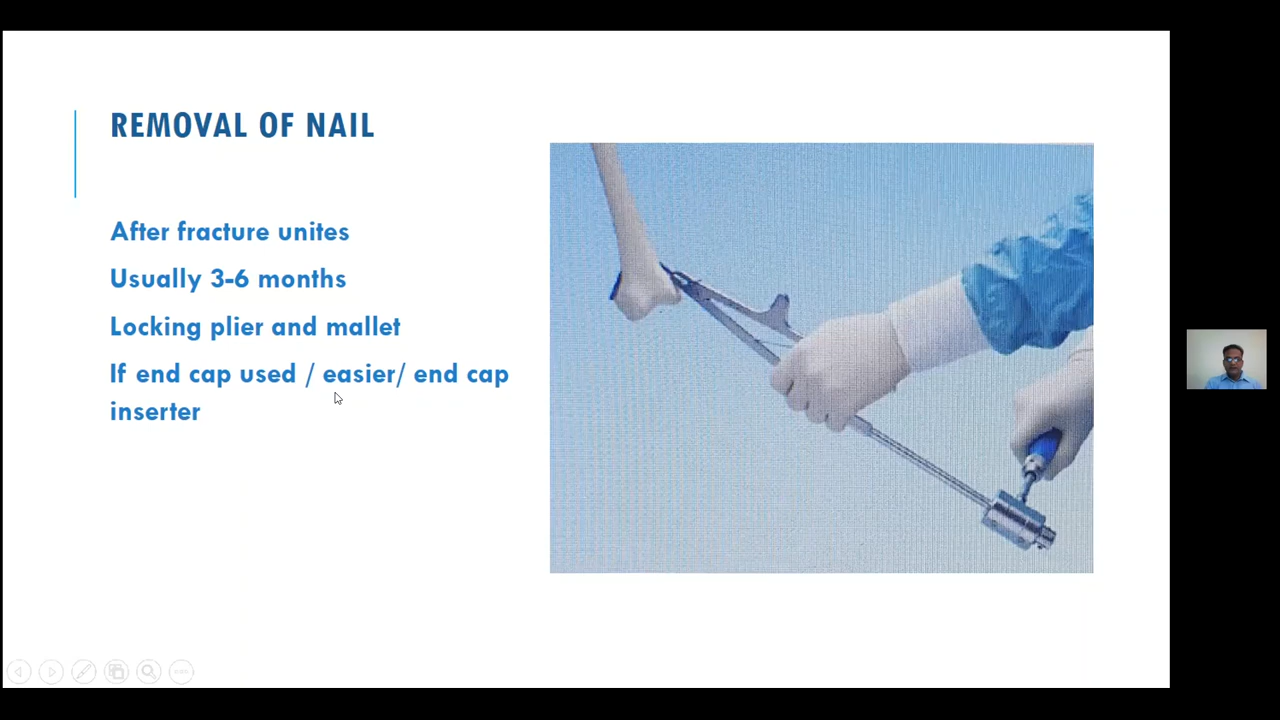 REMOVAL OF NAIL
After fracture unites
Usually 3-6 months
Locking plier and mallet
If end cap used / easier/ end cap
inserter